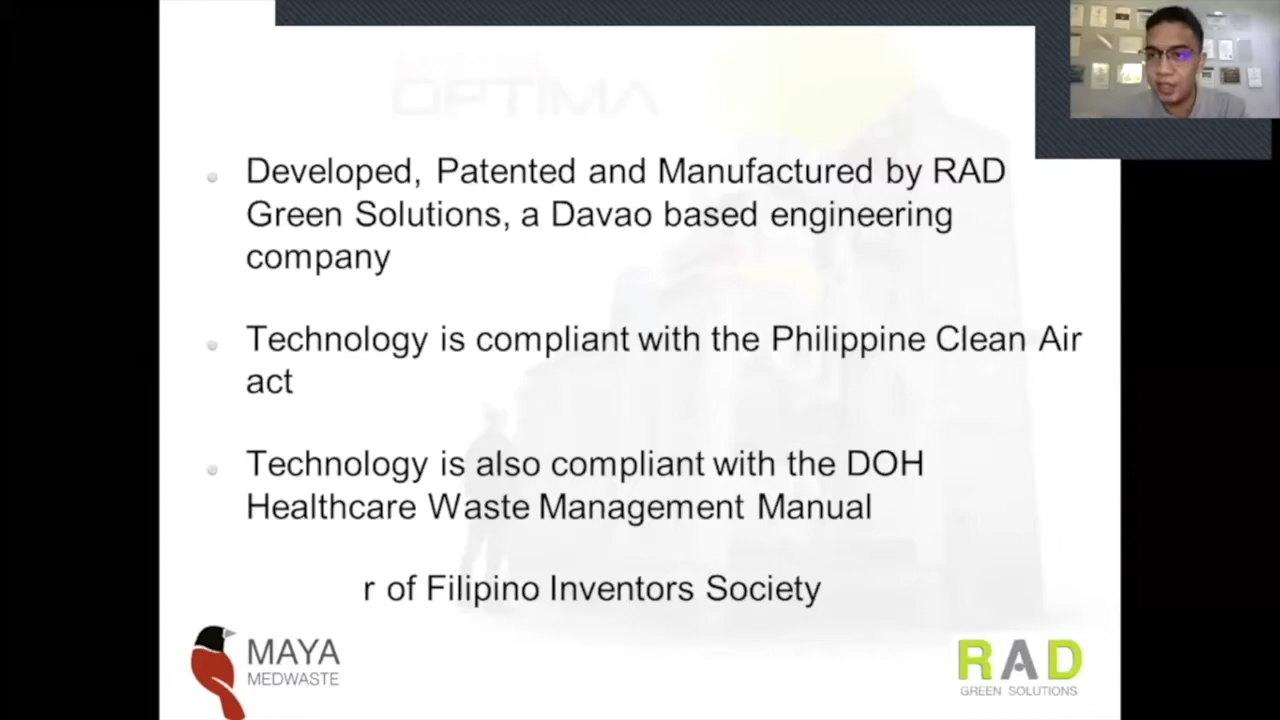 OPTIMA
Developed, Patented and Manufactured by RAD
Green Solutions, a Davao based engineering
company
Technology is compliant with the Philippine Clean Air
act
Technology is also compliant with the DOH
Healthcare Waste Management Manual
r of Filipino Inventors Society
MAYA
MEDWASTE
RAD
GREEN SOLUTIONS